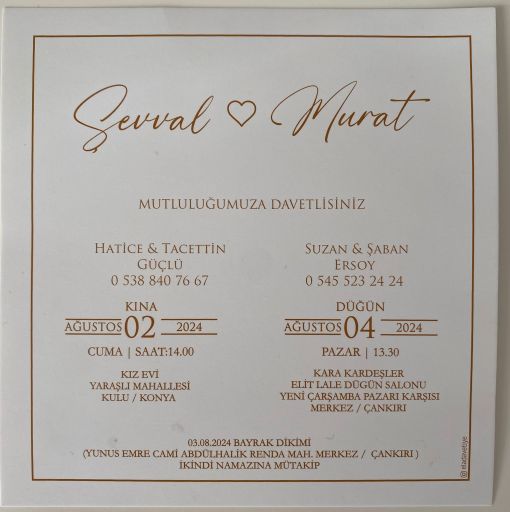 Şevval ♡ Murat
MUTLULUĞUMUZA DAVETLİSİNİZ
HATİCE & TACETTİN
GÜÇLÜ
0 538 840 76 67
KINA
AĞUSTOS 02 2024
CUMA | SAAT:14.00
KIZ EVİ
YARAŞLI MAHALLESİ
KULU / KONYA
SUZAN & ŞABAN
ERSOY
0 545 523 24 24
DÜĞÜN
AĞUSTOS 04 2024
PAZAR | 13.30
KARA KARDEŞLER
ELİT LALE DÜĞÜN SALONU
YENİ ÇARŞAMBA PAZARI KARŞISI
MERKEZ / ÇANKIRI
03.08.2024 BAYRAK DİKİMİ
(YUNUS EMRE CAMİ ABDÜLHALİK RENDA MAH. MERKEZ / ÇANKIRI )
İKİNDİ NAMAZINA MÜTAKİP